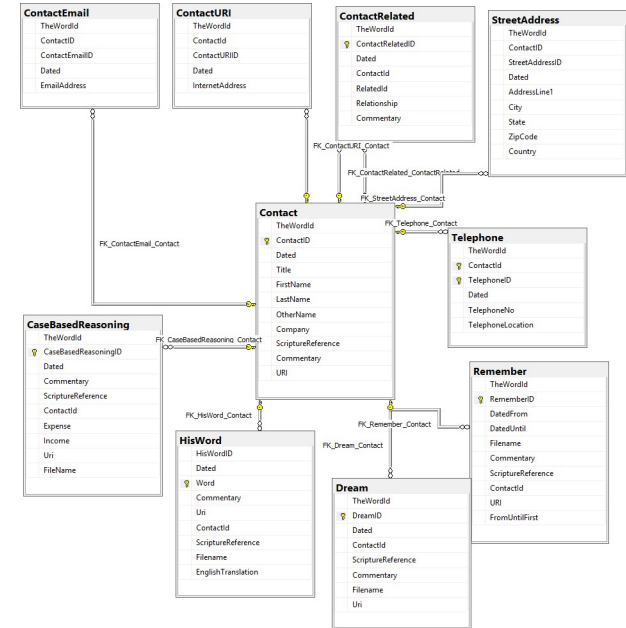 ContactEmail
TheWordId
ContactID
ContactEmailID
Dated
EmailAddress
ContactURI
TheWordId
ContactId
ContactURIID
Dated
InternetAddress
ContactRelated
TheWordId
ContactRelatedID
Dated
ContactId
RelatedId
Relationship
Commentary
StreetAddress
TheWordId
ContactID
StreetAddressID
Dated
AddressLine1
City
State
ZipCode
Country
FK_ContactURI_Contact
FK_ContactRelated_ContactRelated
FK_StreetAddress_Contact
FK_Telephone_Contact
FK_ContactEmail_Contact
Contact
TheWordId
ContactID
Dated
Title
FirstName
LastName
OtherName
Company
ScriptureReference
Commentary
URI
Telephone
TheWordId
ContactId
TelephoneID
Dated
TelephoneNo
TelephoneLocation
CaseBasedReasoning
TheWordId
CaseBasedReasoningID
Dated
Commentary
ScriptureReference
ContactId
Expense
Income
Uri
FileName
FK_CaseBasedReasoning_Contact
FK_HisWord_Contact
FK_Remember_Contact
FK_Dream_Contact
Remember
TheWordId
RememberID
DatedFrom
DatedUntil
Filename
Commentary
ScriptureReference
ContactId
URI
FromUntilFirst
HisWord
HisWordID
Dated
Word
Commentary
Uri
ContactId
ScriptureReference
Filename
EnglishTranslation
Dream
TheWordId
DreamID
Dated
ContactId
ScriptureReference
Commentary
Filename
Uri